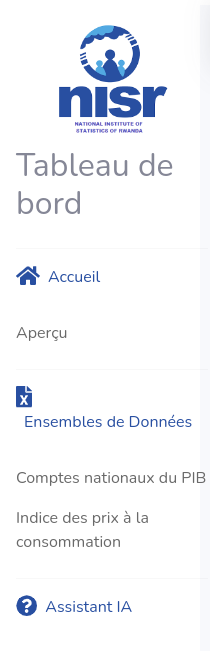 nisr
NATIONAL INSTITUTE OF
STATISTICS OF RWANDA
Tableau de
bord
Accueil
Aperçu
Ensembles de Données
Comptes nationaux du PIB
Indice des prix à la
consommation
Assistant IA